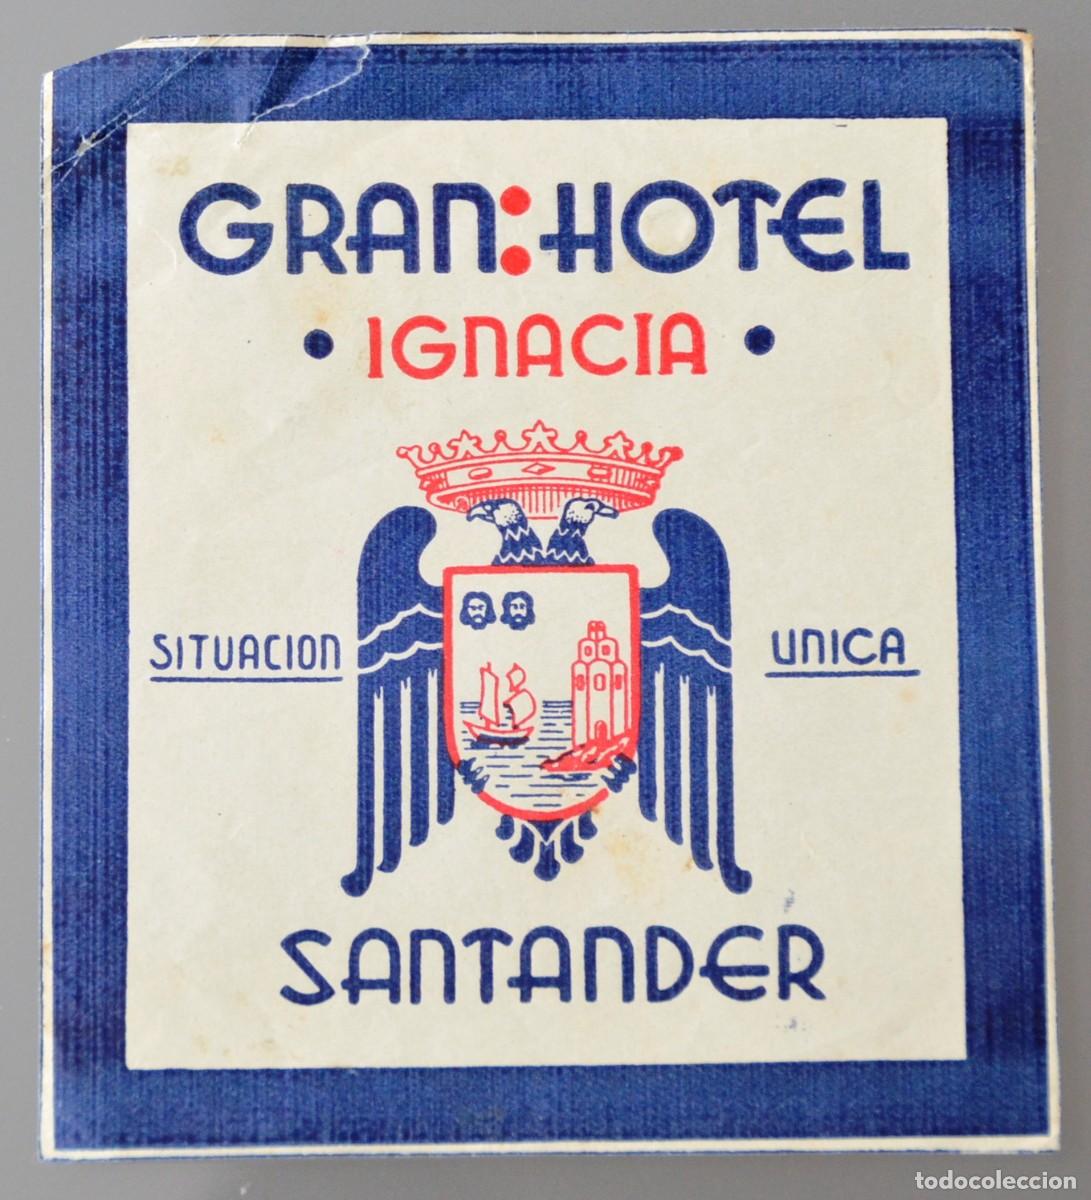 GRAN:HOTEL
• IGNACIA •
SITUACION UNICA
SANTANDER
todocoleccion